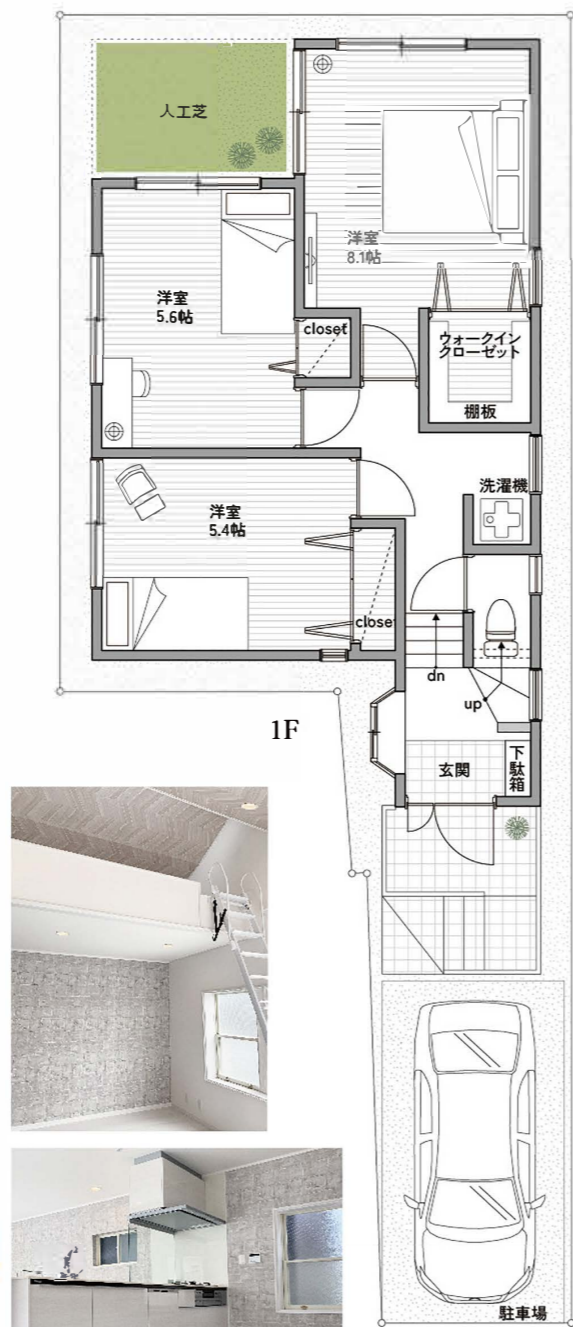 人工芝
洋室
8.1帖
洋室
5.6帖
closet
ウォークイン
クローゼット
棚板
洗濯機
洋室
5.4帖
closet
dn
up
1F
玄関
下駄箱
駐車場